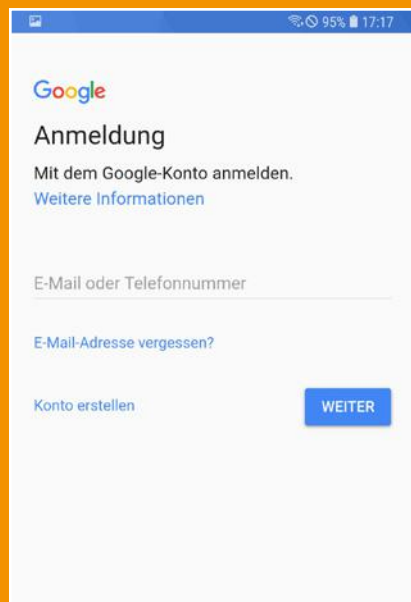 95% 17:17
Google
Anmeldung
Mit dem Google-Konto anmelden.
Weitere Informationen
E-Mail oder Telefonnummer
E-Mail-Adresse vergessen?
Konto erstellen
WEITER